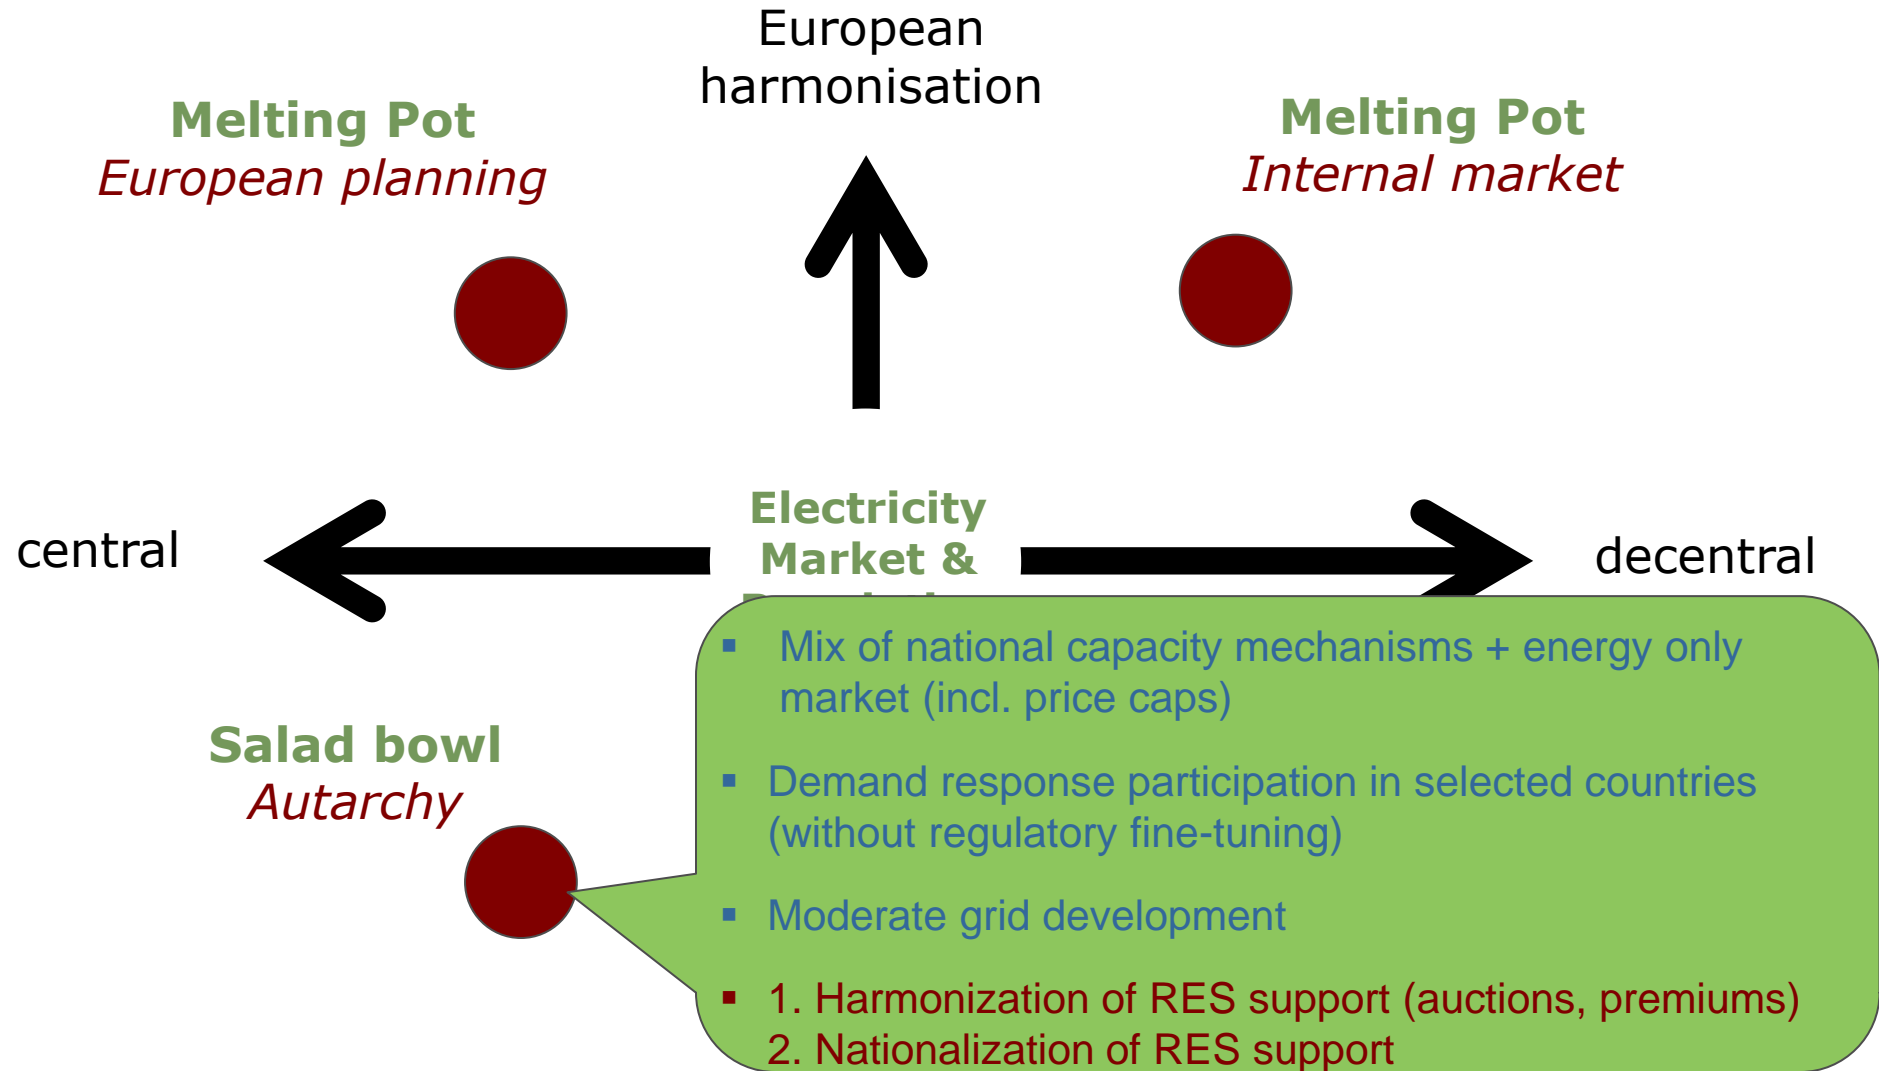 European
harmonisation
Melting Pot
European planning
Melting Pot
Internal market
central
Electricity
Market &
decentral
▪ Mix of national capacity mechanisms + energy only
market (incl. price caps)
▪ Demand response participation in selected countries
(without regulatory fine-tuning)
▪ Moderate grid development
▪ 1. Harmonization of RES support (auctions, premiums)
2. Nationalization of RES support
Salad bowl
Autarchy